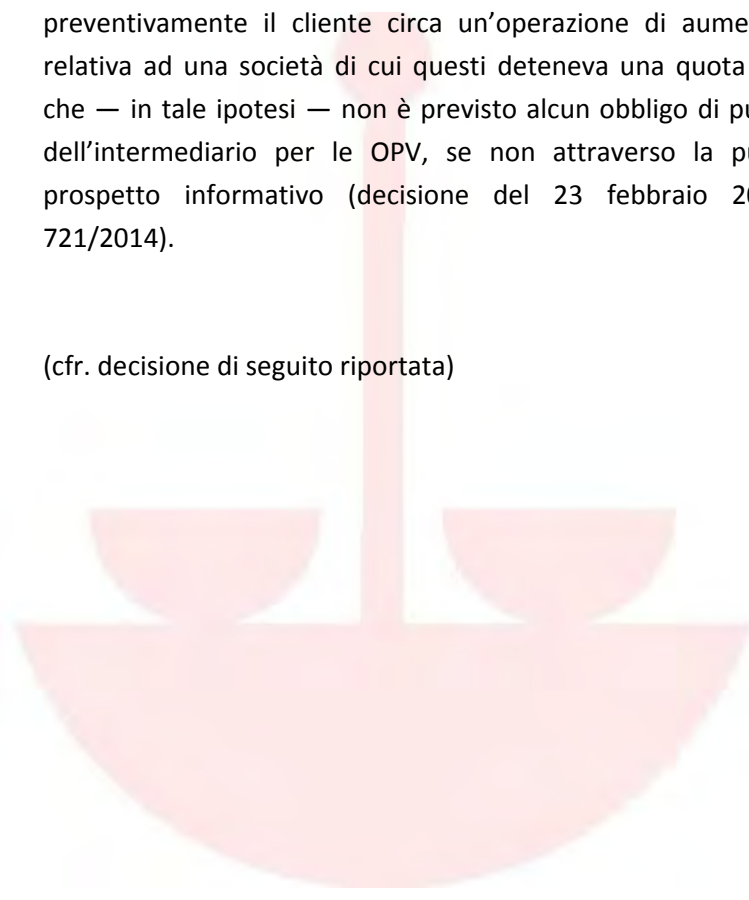 preventivamente il cliente circa un’operazione di aume
relativa ad una società di cui questi deteneva una quota
che — in tale ipotesi — non è previsto alcun obbligo di pu
dell’intermediario per le OPV, se non attraverso la pu
prospetto informativo (decisione del 23 febbraio 20
721/2014).
(cfr. decisione di seguito riportata)